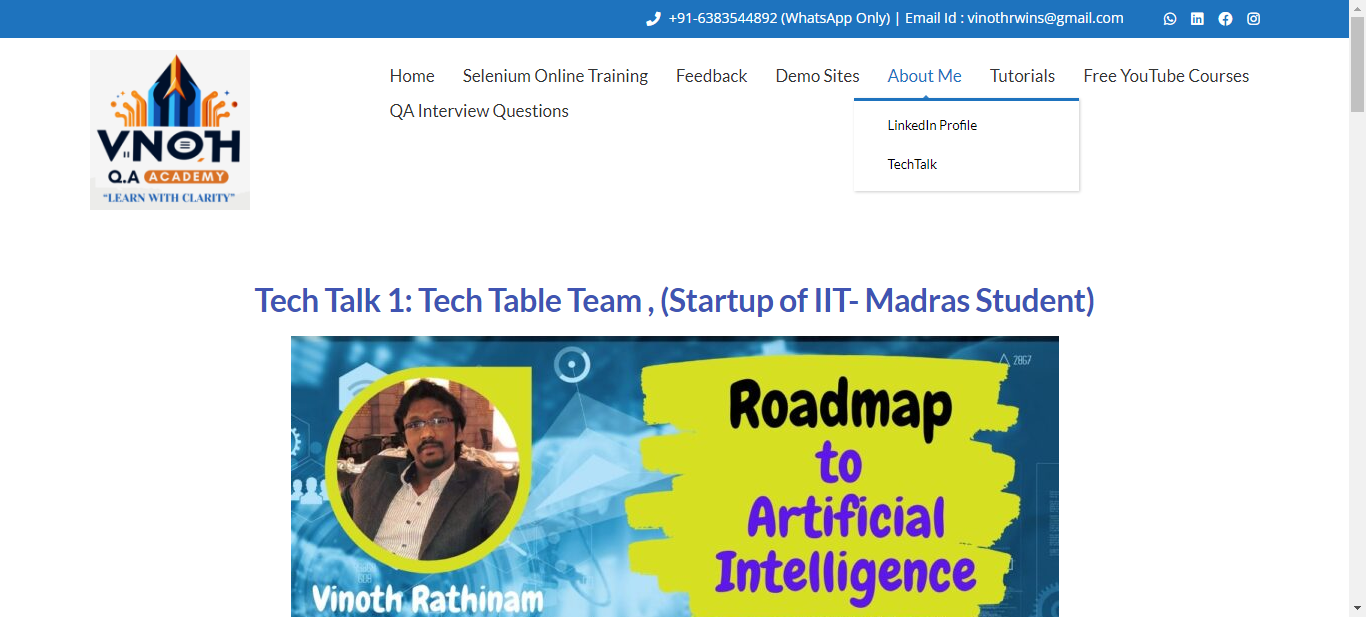 +91-6383544892 (WhatsApp Only) | Email Id : vinothrwins@gmail.com
VINOTH
Q.A ACADEMY
“LEARN WITH CLARITY”
Home Selenium Online Training Feedback Demo Sites About Me Tutorials Free YouTube Courses
QA Interview Questions
LinkedIn Profile
TechTalk
Tech Talk 1: Tech Table Team , (Startup of IIT- Madras Student)
2867
Roadmap
to
Artificial
Intelligence
Vinoth Rathinam